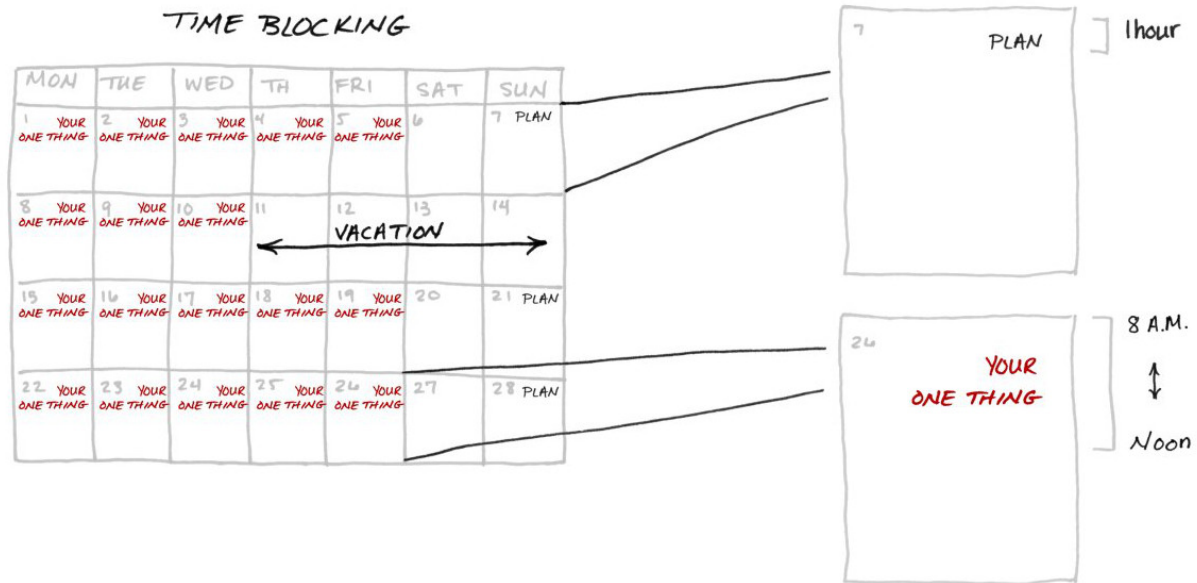 TIME BLOCKING
MON TUE WED TH FRI SAT SUN
1 YOUR 2 YOUR 3 YOUR 4 YOUR 5 YOUR 6 7 PLAN
ONE THING ONE THING ONE THING ONE THING ONE THING
8 YOUR 9 YOUR 10 YOUR 11 12 13 14
ONE THING ONE THING ONE THING
VACATION
15 YOUR 16 YOUR 17 YOUR 18 YOUR 19 YOUR 20 21 PLAN
ONE THING ONE THING ONE THING ONE THING ONE THING
22 YOUR 23 YOUR 24 YOUR 25 YOUR 26 YOUR 27 28 PLAN
ONE THING ONE THING ONE THING ONE THING ONE THING
7 PLAN
1 hour
26
YOUR
ONE THING
8 A.M.
Noon